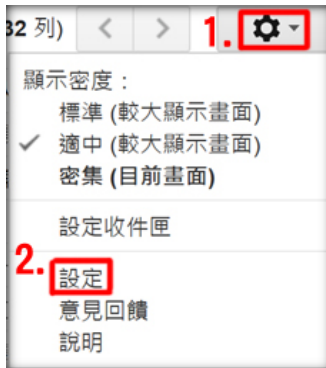 32 列)
1.
顯示密度：
標準 (較大顯示畫面)
適中 (較大顯示畫面)
密集 (目前畫面)
設定收件匣
2.
設定
意見回饋
說明